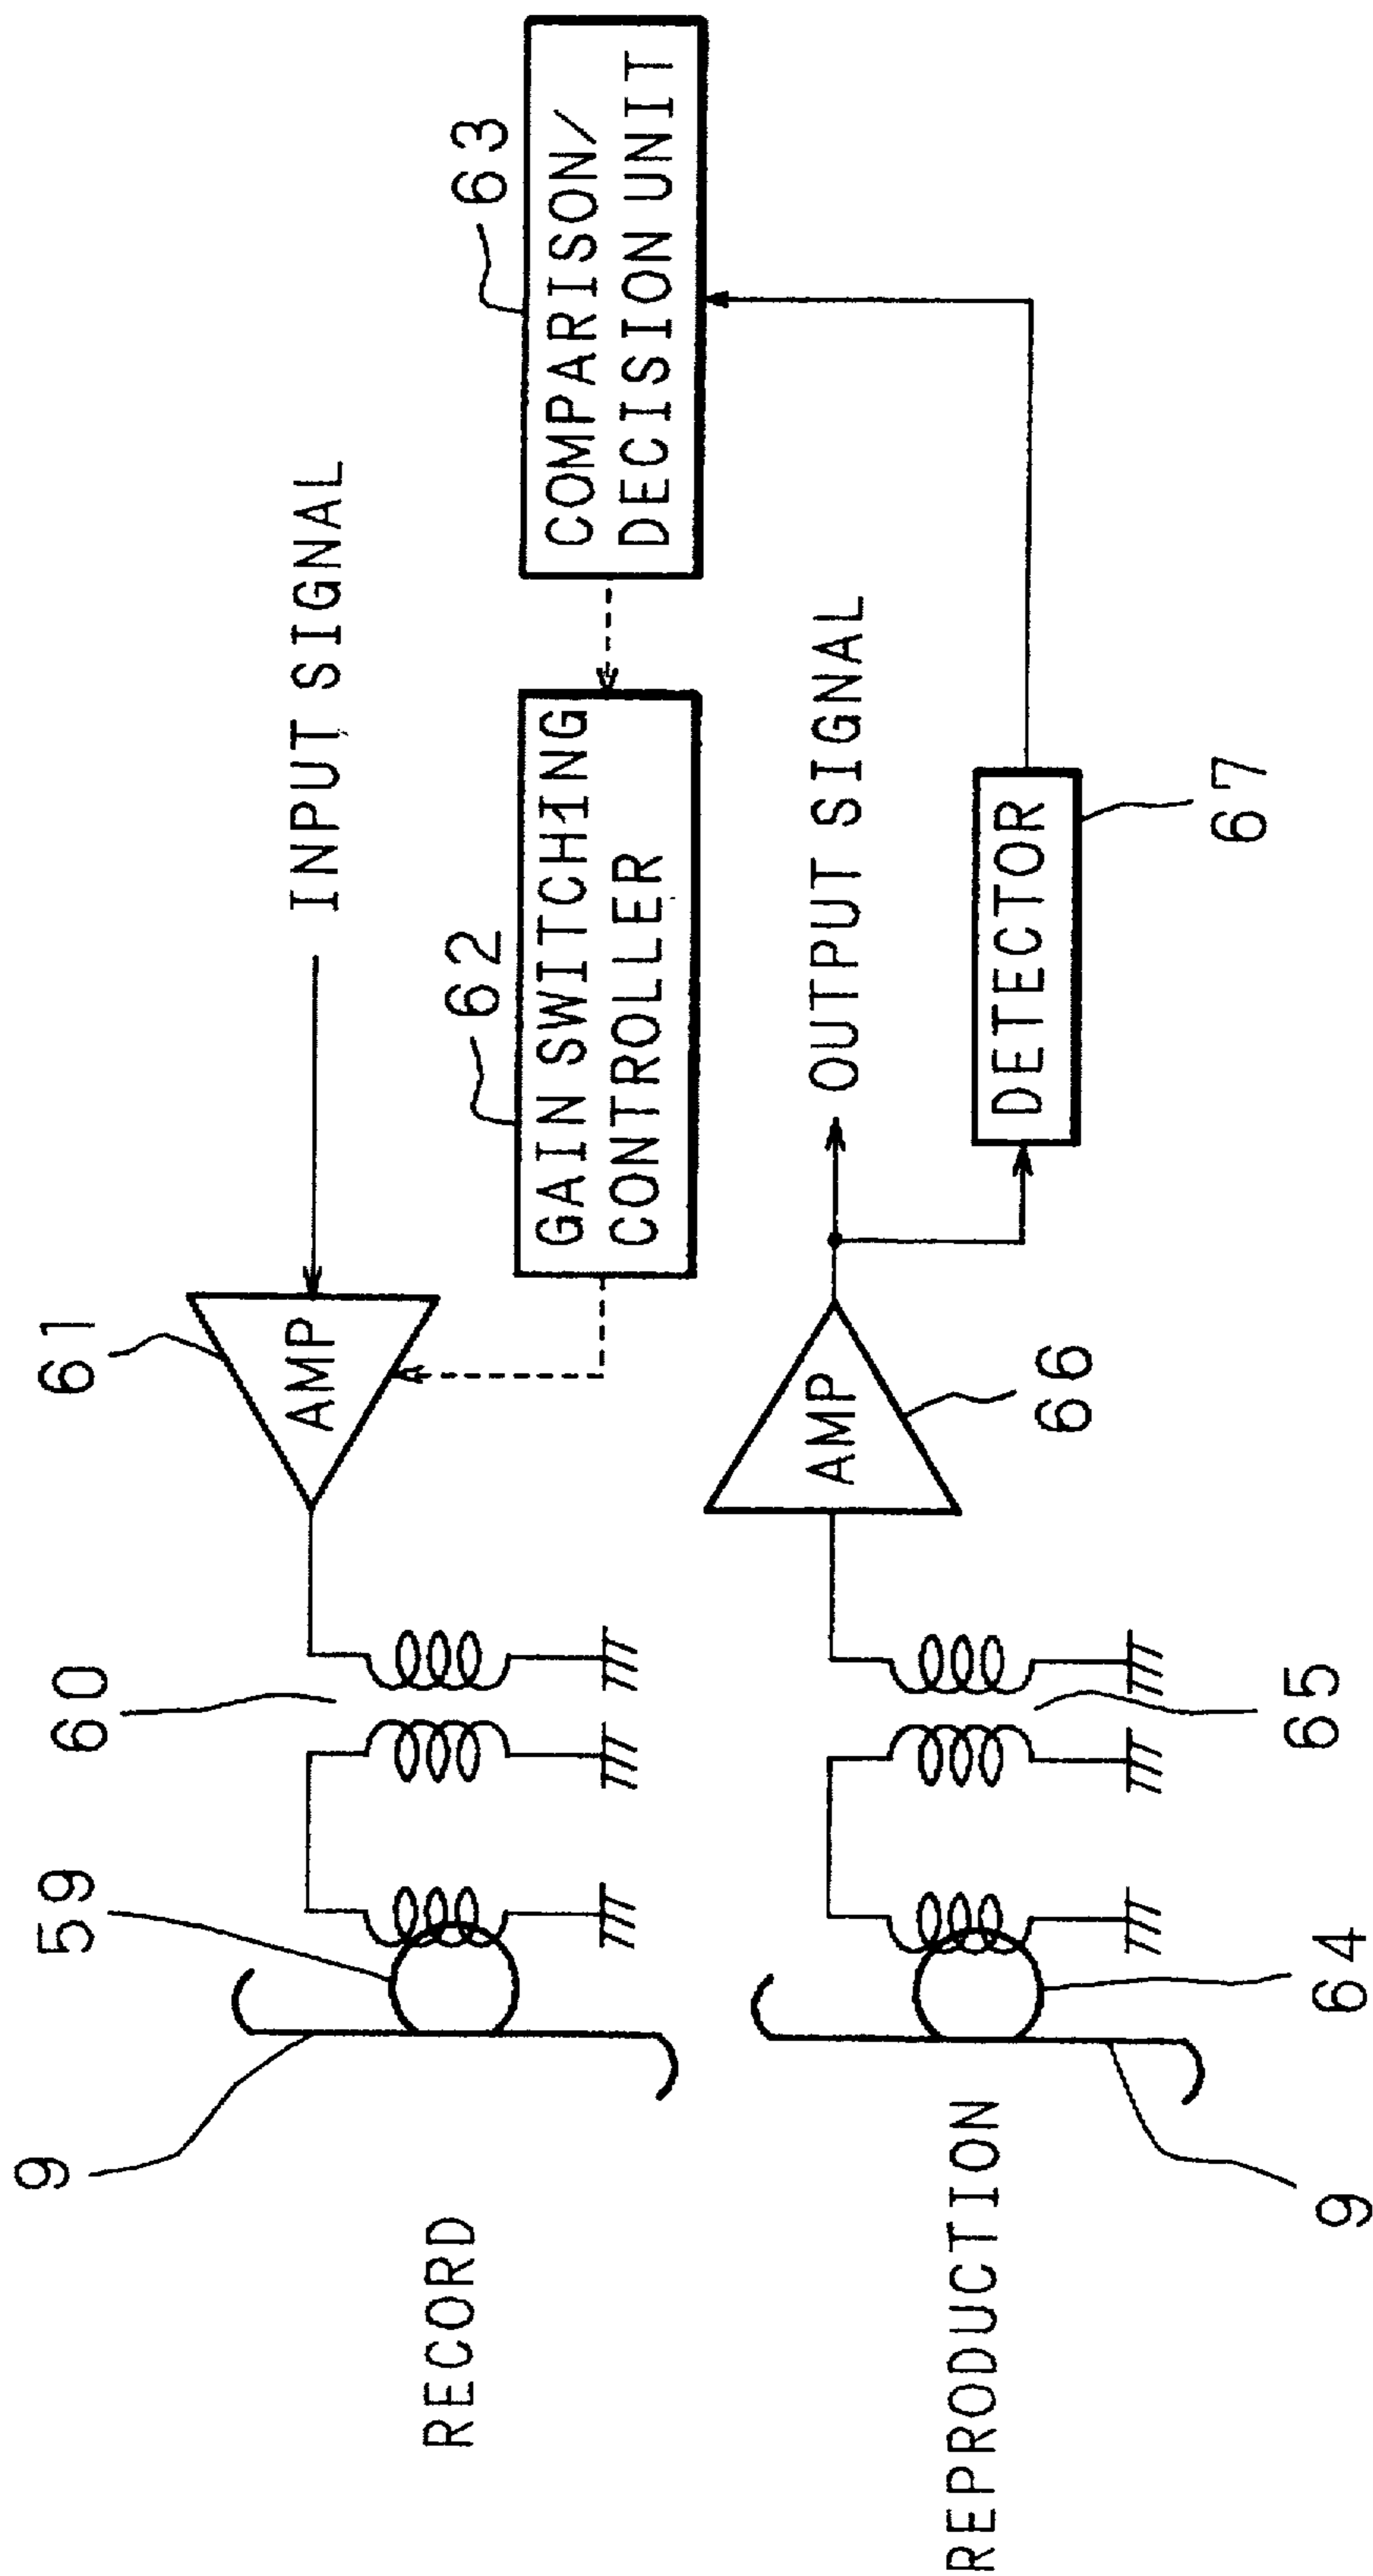 9
59
60
61
AMP
INPUT SIGNAL
62
GAIN SWITCHING
CONTROLLER
63
COMPARISON/
DECISION UNIT
RECORD
OUTPUT SIGNAL
AMP
DETECTOR
REPRODUCTION
9
64
65
66
67